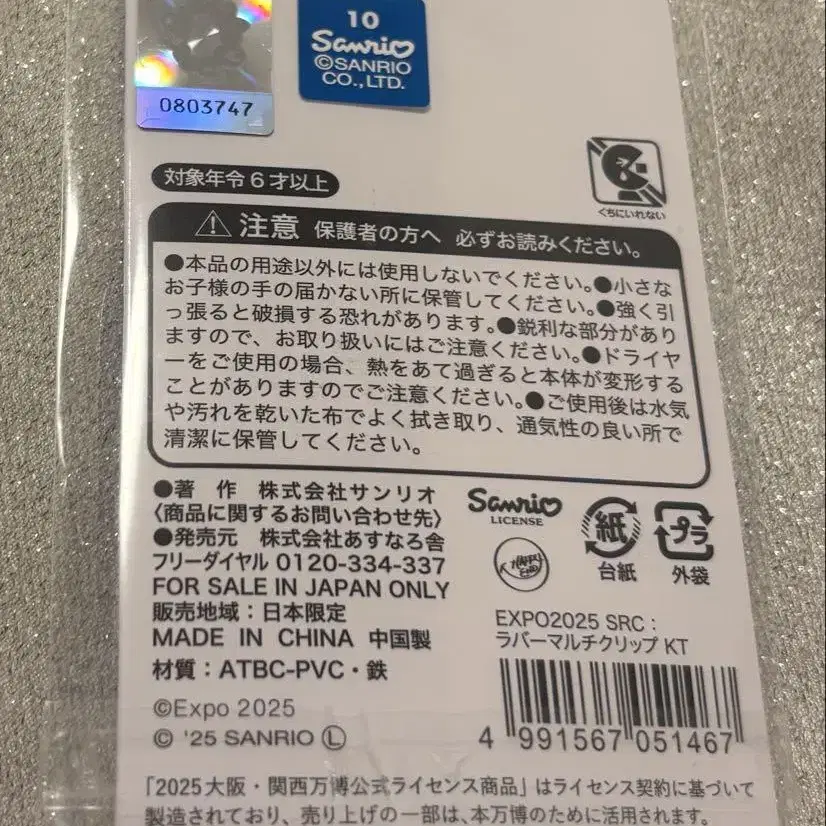 0803747
10
Sanrio
©SANRIO
CO.,LTD.
対象年令6才以上
くちにいれない
注意 保護者の方へ 必ずお読みください。
●本品の用途以外には使用しないでください。●小さな
お子様の手の届かない所に保管してください。●強く引
っ張ると破損する恐れがあります。●鋭利な部分があり
ますので、お取り扱いにはご注意ください。●ドライヤ
ーをご使用の場合、熱をあて過ぎると本体が変形する
ことがありますのでご注意ください。●ご使用後は水気
や汚れを乾いた布でよく拭き取り、通気性の良い所で
清潔に保管してください。
●著 作 株式会社サンリオ
〈商品に関するお問い合わせ先〉
●発売元 株式会社あすなろ舎
フリーダイヤル 0120-334-337
FOR SALE IN JAPAN ONLY
販売地域：日本限定
MADE IN CHINA 中国製
材質：ATBC-PVC・鉄
©Expo 2025
© '25 SANRIO Ⓛ
Sanrio
LICENSE
HAPPY
END
紙
台紙
プラ
外袋
EXPO2025 SRC：
ラバーマルチクリップ KT
4 991567 051467
「2025大阪・関西万博公式ライセンス商品」はライセンス契約に基づいて
製造されており、売り上げの一部は、本万博のために活用されます。